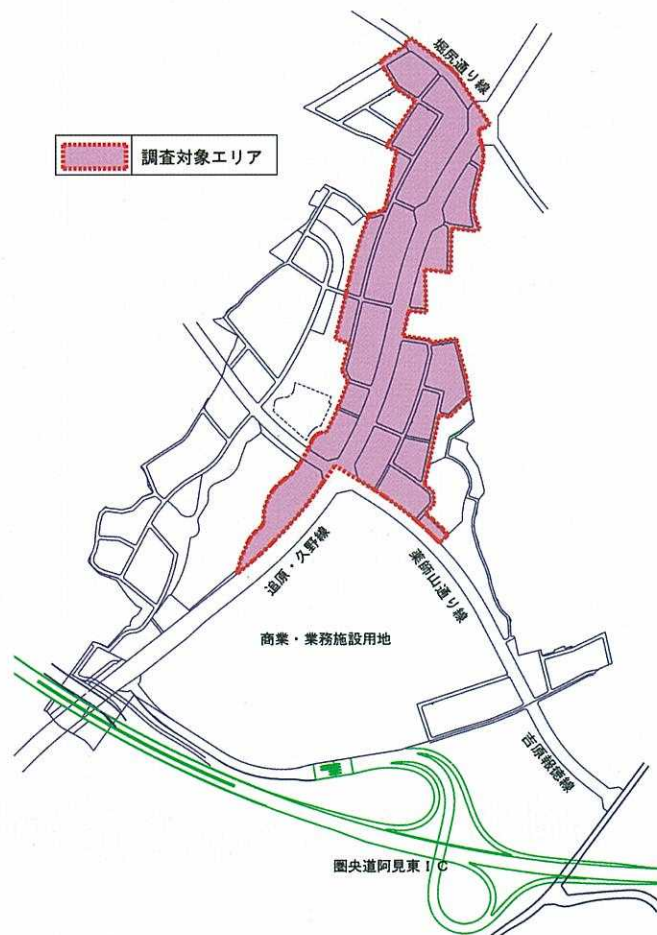 堀尻通り線
調査対象エリア
追原・久野線
薬師山通り線
商業・業務施設用地
吉原報徳線
圏央道阿見東IC